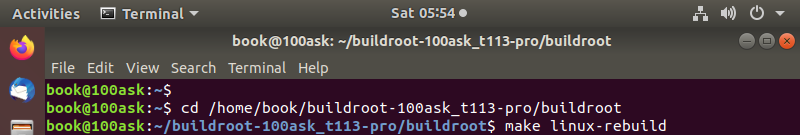 Activities Terminal Sat 05:54
book@100ask: ~/buildroot-100ask_t113-pro/buildroot
File Edit View Search Terminal Help
book@100ask:~$
book@100ask:~$ cd /home/book/buildroot-100ask_t113-pro/buildroot
book@100ask:~/buildroot-100ask_t113-pro/buildroot$ make linux-rebuild